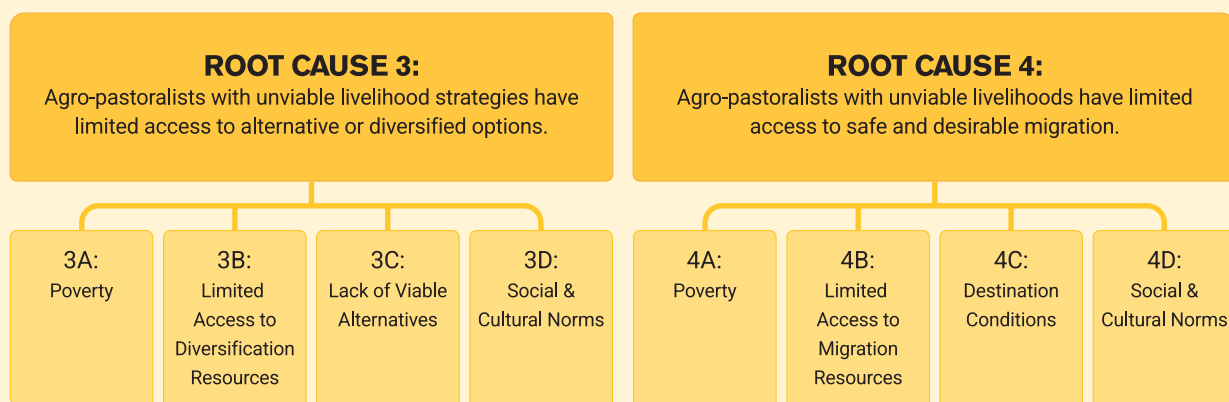 ROOT CAUSE 3:
Agro-pastoralists with unviable livelihood strategies have
limited access to alternative or diversified options.
3A:
Poverty
3B:
Limited
Access to
Diversification
Resources
3C:
Lack of Viable
Alternatives
3D:
Social &
Cultural Norms
ROOT CAUSE 4:
Agro-pastoralists with unviable livelihoods have limited
access to safe and desirable migration.
4A:
Poverty
4B:
Limited
Access to
Migration
Resources
4C:
Destination
Conditions
4D:
Social &
Cultural Norms